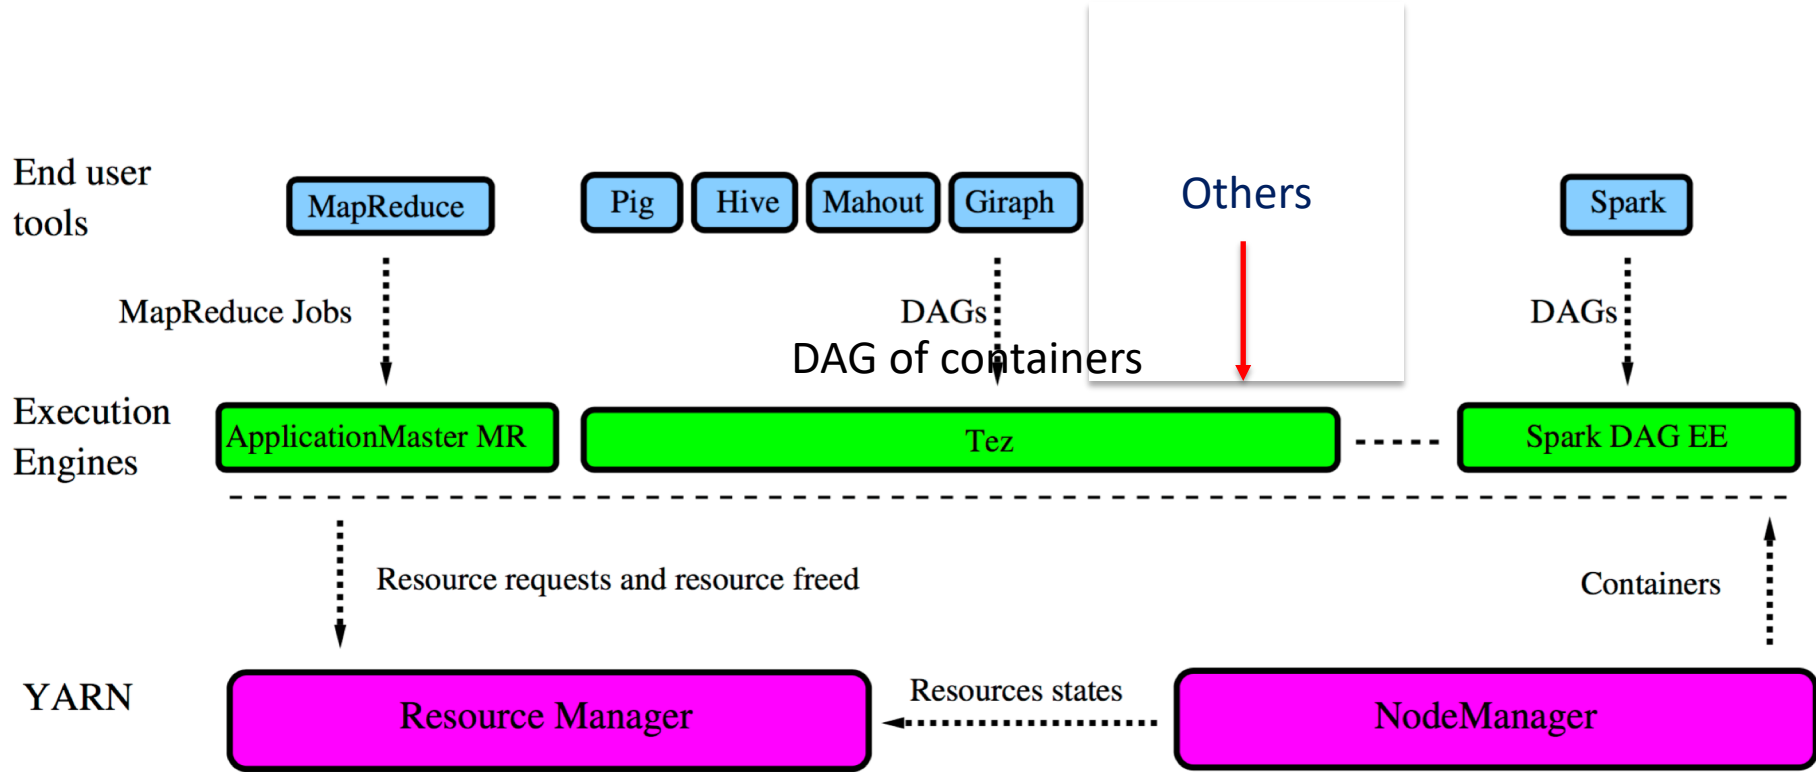 End user
tools
MapReduce
Pig
Hive
Mahout
Giraph
Others
Spark
MapReduce Jobs
DAGs
DAGs
DAG of containers
Execution
Engines
ApplicationMaster MR
Tez
Spark DAG EE
Resource requests and resource freed
Containers
YARN
Resource Manager
Resources states
NodeManager